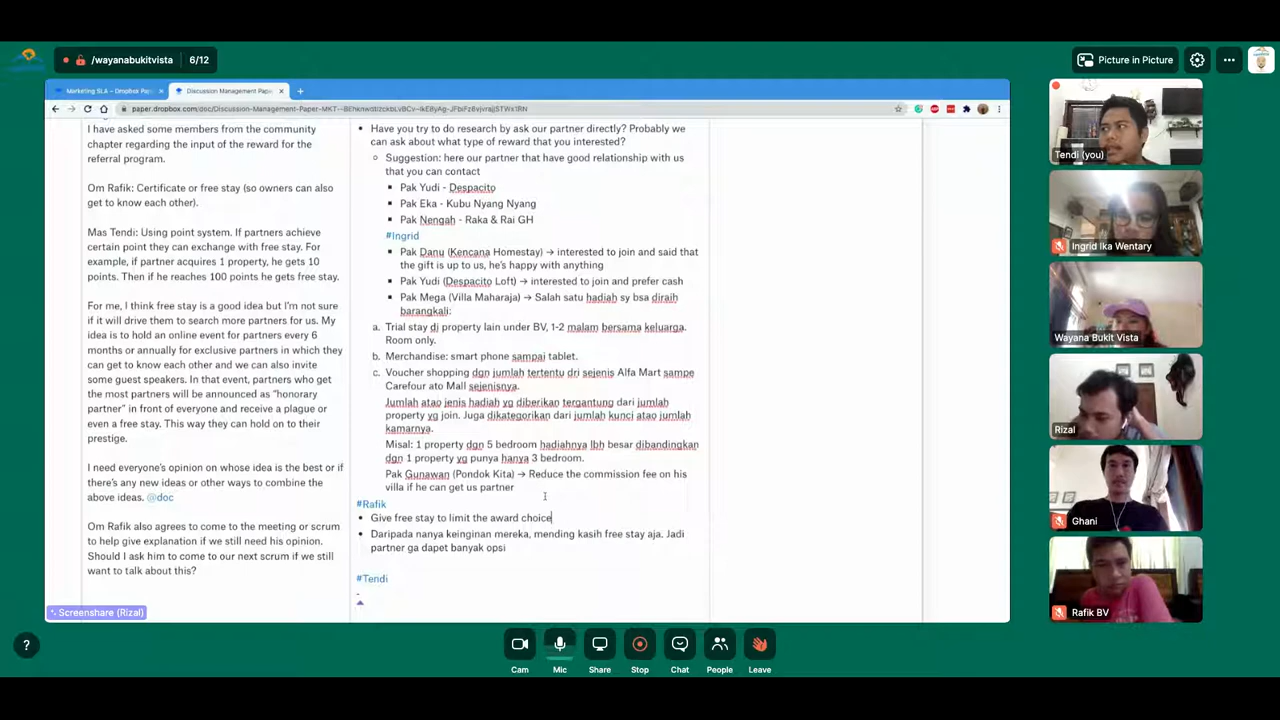 /wayanabukitvista
6/12
Picture in Picture
Marketing SLA – Dropbox Pap
Discussion Management Pape
I have asked some members from the community
chapter regarding the input of the reward for the
referral program.
Om Rafik: Certificate or free stay (so owners can also
get to know each other).
Mas Tendi: Using point system. If partners achieve
certain point they can exchange with free stay. For
example, if partner acquires 1 property, he gets 10
points. Then if he reaches 100 points he gets free stay.
For me, I think free stay is a good idea but I'm not sure
if it will drive them to search more partners for us. My
idea is to hold an online event for partners every 6
months or annually for exclusive partners in which they
can get to know each other and we can also invite
some guest speakers. In that event, partners who get
the most partners will be announced as "honorary
partner" in front of everyone and receive a plague or
even a free stay. This way they can hold on to their
prestige.
I need everyone's opinion on whose idea is the best or if
there's any new ideas or other ways to combine the
above ideas. @doc
Om Rafik also agrees to come to the meeting or scrum
to help give explanation if we still need his opinion.
Should I ask him to come to our next scrum if we still
want to talk about this?
• Have you try to do research by ask our partner directly? Probably we
can ask about what type of reward that you interested?
○ Suggestion: here our partner that have good relationship with us
that you can contact
▪ Pak Yudi - Despacito
▪ Pak Eka - Kubu Nyang Nyang
▪ Pak Nengah - Raka & Rai GH
#Ingrid
▪ Pak Danu (Kencana Homestay) → interested to join and said that
the gift is up to us, he's happy with anything
▪ Pak Yudi (Despacito Loft) → interested to join and prefer cash
▪ Pak Mega (Villa Maharaja) → Salah satu hadiah sy bsa diraih
barangkali:
a. Trial stay di property lain under BV, 1-2 malam bersama keluarga.
Room only.
b. Merchandise: smart phone sampai tablet.
c. Voucher shopping dgn jumlah tertentu dri sejenis Alfa Mart sampe
Carefour ato Mall sejenisnya.
Jumlah atao jenis hadiah yg diberikan tergantung dari jumlah
property yg join. Juga dikategorikan dari jumlah kunci atao jumlah
kamarnya.
Misal: 1 property dgn 5 bedroom hadiahnya lbh besar dibandingkan
dgn 1 property yg punya hanya 3 bedroom.
Pak Gunawan (Pondok Kita) → Reduce the commission fee on his
villa if he can get us partner
#Rafik
• Give free stay to limit the award choice
• Daripada nanya keinginan mereka, mending kasih free stay aja. Jadi
partner ga dapet banyak opsi
#Tendi
-
Screenshare (Rizal)
Tendi (you)
Ingrid Ika Wentary
Wayana Bukit Vista
Rizal
Ghani
Rafik BV
?
Cam
Mic
Share
Stop
Chat
People
Leave